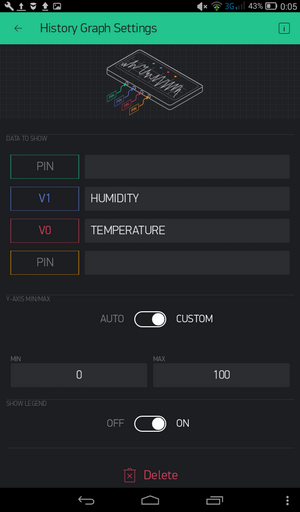 3G 43% 0:05
← History Graph Settings i
DATA TO SHOW
PIN
V1 HUMIDITY
V0 TEMPERATURE
PIN
Y-AXIS MIN/MAX
AUTO CUSTOM
MIN MAX
0 100
SHOW LEGEND
OFF ON
Delete